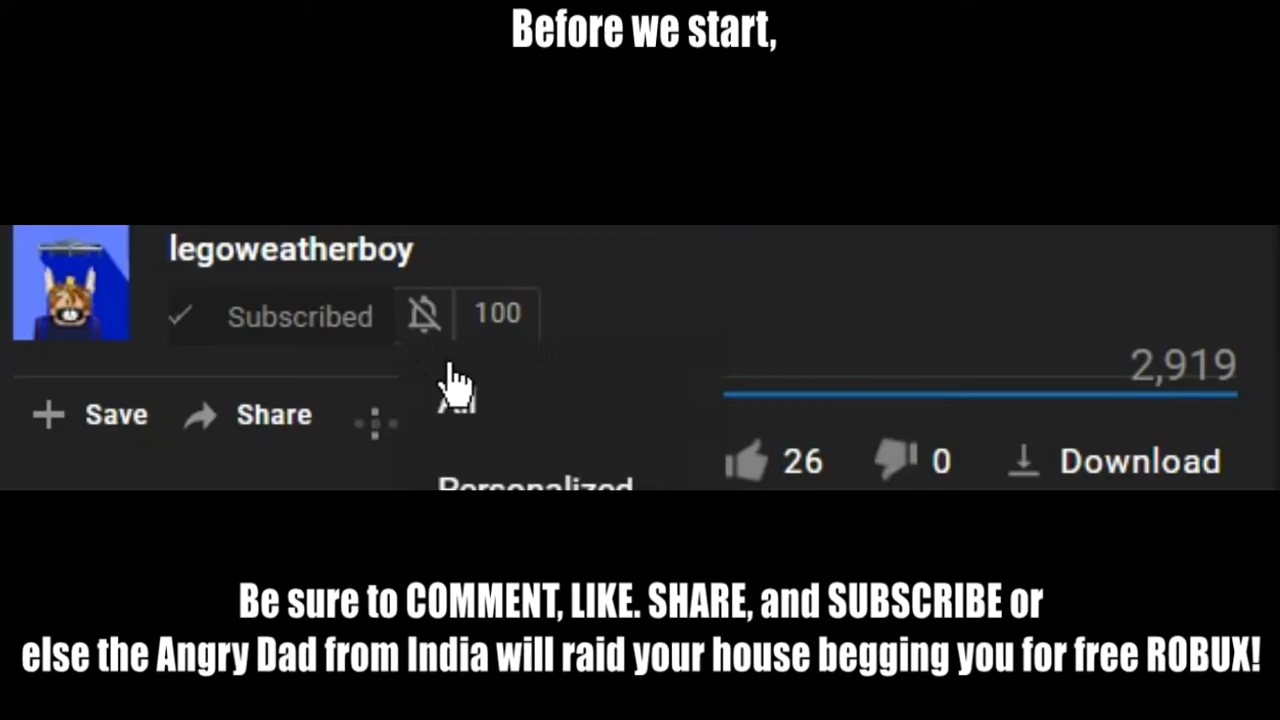 Before we start,
legoweatherboy
Subscribed 100
2,919
Save Share
26 0 Download
Personalized
Be sure to COMMENT, LIKE. SHARE, and SUBSCRIBE or
else the Angry Dad from India will raid your house begging you for free ROBUX!